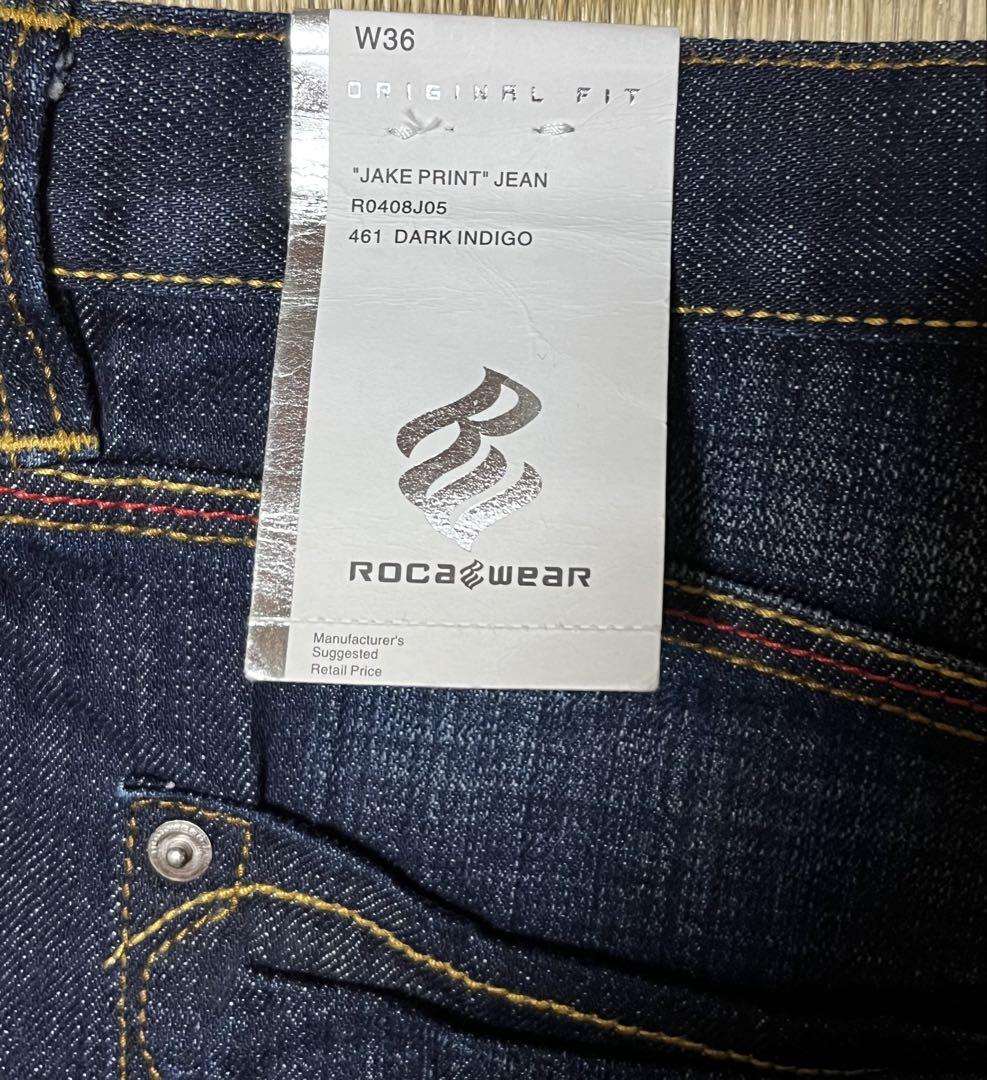 W36
ORIGINAL FIT
"JAKE PRINT" JEAN
R0408J05
461 DARK INDIGO
ROCAWEAR
Manufacturer's
Suggested
Retail Price